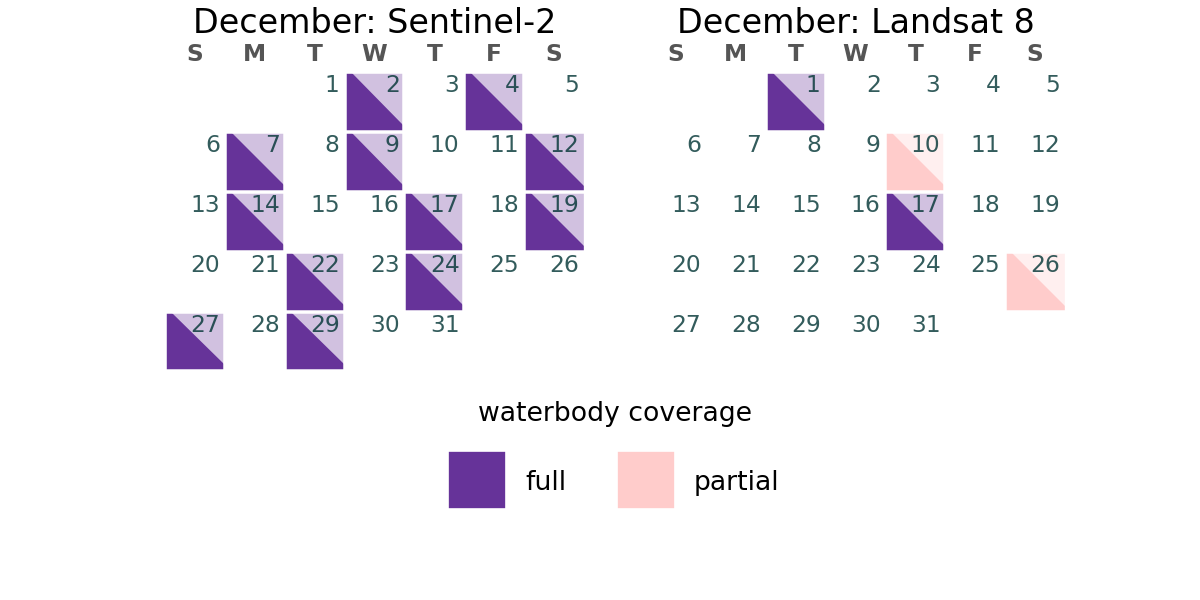 December: Sentinel-2
S M T W T F S
1 2 3 4 5
6 7 8 9 10 11 12
13 14 15 16 17 18 19
20 21 22 23 24 25 26
27 28 29 30 31
December: Landsat 8
S M T W T F S
1 2 3 4 5
6 7 8 9 10 11 12
13 14 15 16 17 18 19
20 21 22 23 24 25 26
27 28 29 30 31
waterbody coverage
full
partial